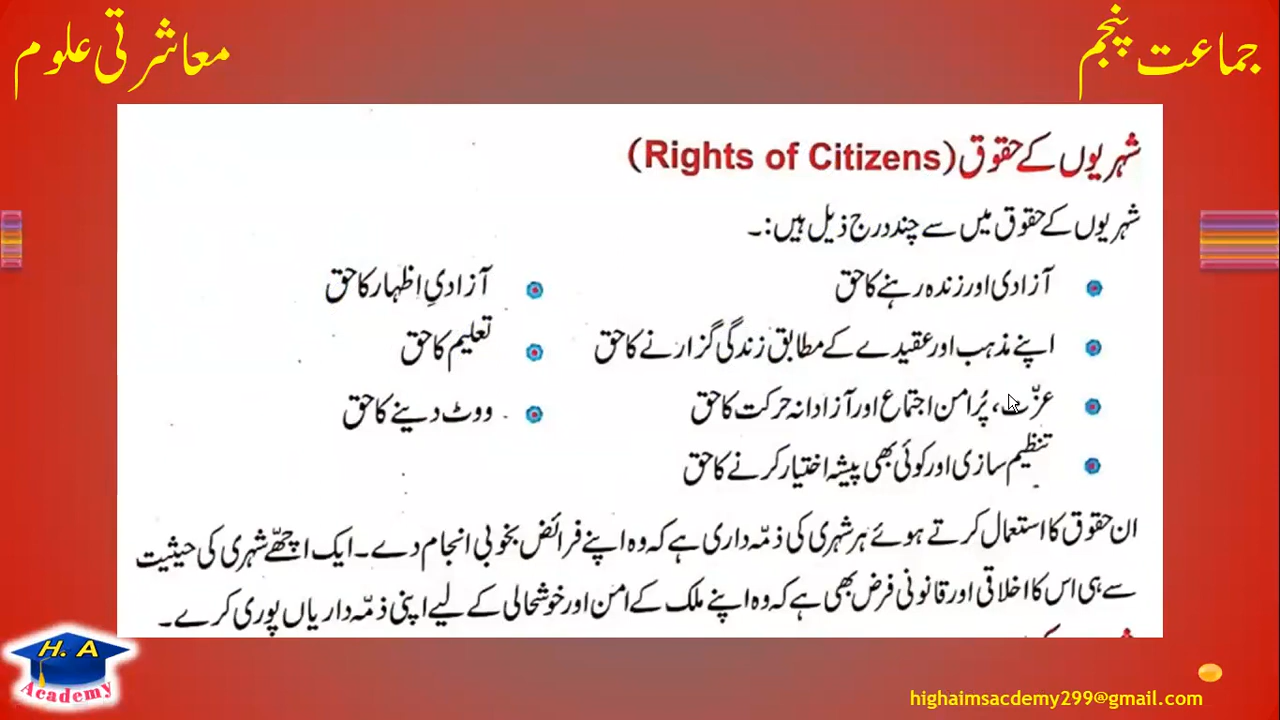 جماعت پنجم
معاشرتی علوم
شہریوں کے حقوق (Rights of Citizens)
شہریوں کے حقوق میں سے چند درج ذیل ہیں:۔
آزادی اور زندہ رہنے کا حق
آزادیِ اظہار کا حق
اپنے مذہب اور عقیدے کے مطابق زندگی گزارنے کا حق
تعلیم کا حق
عزّت، پُرامن اجتماع اور آزادانہ حرکت کا حق
ووٹ دینے کا حق
تنظیم سازی اور کوئی بھی پیشہ اختیار کرنے کا حق
ان حقوق کا استعمال کرتے ہوئے ہر شہری کی ذمّہ داری ہے کہ وہ اپنے فرائض بخوبی انجام دے۔ ایک اچھّے شہری کی حیثیت
سے ہی اس کا اخلاقی اور قانونی فرض بھی ہے کہ وہ اپنے ملک کے امن اور خوشحالی کے لیے اپنی ذمّہ داریاں پوری کرے۔
H. A
Academy
highaimsacdemy299@gmail.com